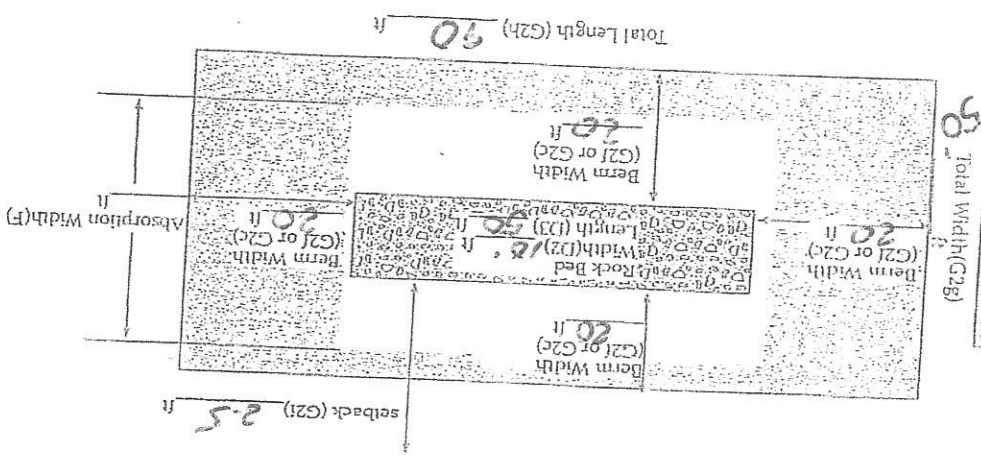 setback (G2i) 2-5 ft
Berm Width
(G2f or G2c)
20 ft
Total Width(G2g)
50 ft
Berm Width
(G2f or G2c)
20 ft
Rock Bed
Width(D2) 10 ft
Length (D3) 50 ft
Berm Width
(G2f or G2c)
20 ft
Absorption Width(F)
ft
Berm Width
(G2f or G2c)
20 ft
Total Length (G2h) 90 ft